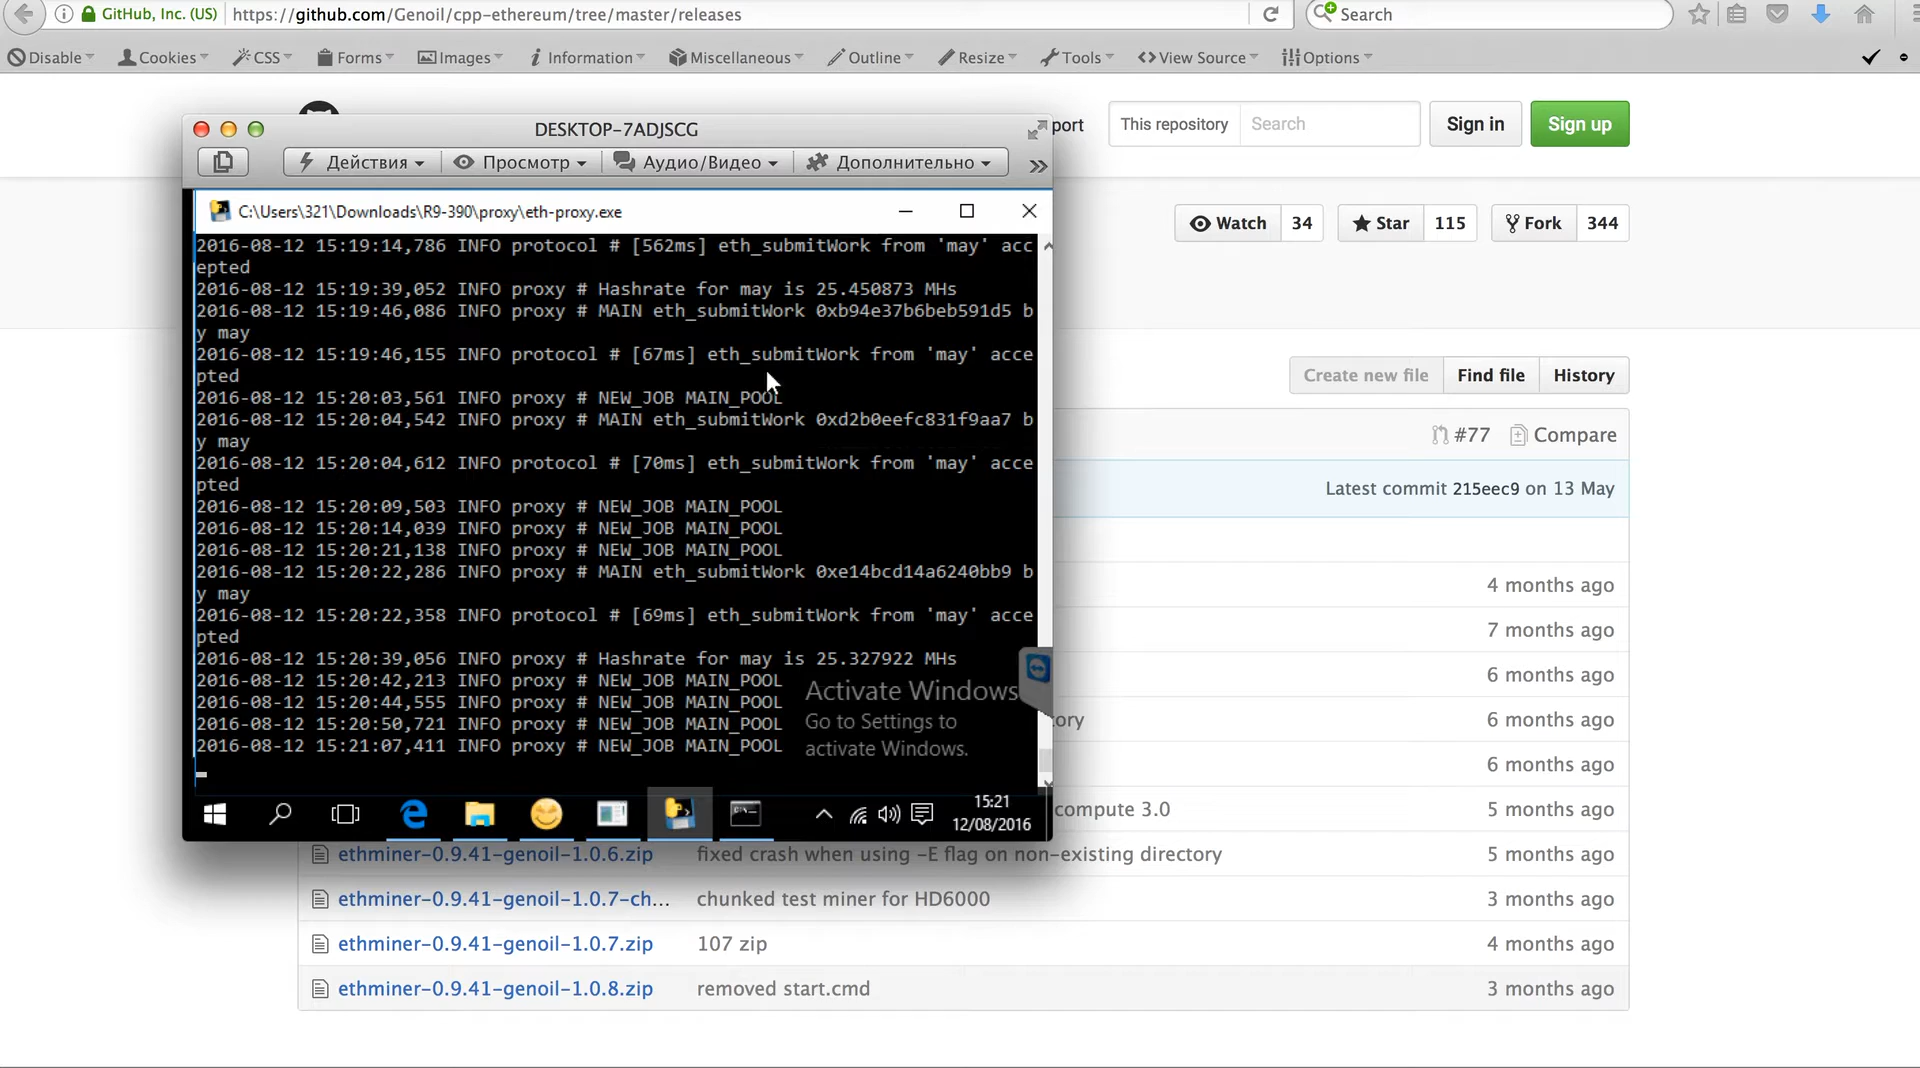 GitHub, Inc. (US)
https://github.com/Genoil/cpp-ethereum/tree/master/releases
Search
Disable
Cookies
CSS
Forms
Images
Information
Miscellaneous
Outline
Resize
Tools
View Source
Options
port
This repository
Search
Sign in
Sign up
DESKTOP-7ADJSCG
Действия
Просмотр
Аудио/Видео
Дополнительно
C:\Users\321\Downloads\R9-390\proxy\eth-proxy.exe
2016-08-12 15:19:14,786 INFO protocol # [562ms] eth_submitWork from 'may' acc
epted
2016-08-12 15:19:39,052 INFO proxy # Hashrate for may is 25.450873 MHs
2016-08-12 15:19:46,086 INFO proxy # MAIN eth_submitWork 0xb94e37b6beb591d5 b
y may
2016-08-12 15:19:46,155 INFO protocol # [67ms] eth_submitWork from 'may' acce
pted
2016-08-12 15:20:03,561 INFO proxy # NEW_JOB MAIN_POOL
2016-08-12 15:20:04,542 INFO proxy # MAIN eth_submitWork 0xd2b0eefc831f9aa7 b
y may
2016-08-12 15:20:04,612 INFO protocol # [70ms] eth_submitWork from 'may' acce
pted
2016-08-12 15:20:09,503 INFO proxy # NEW_JOB MAIN_POOL
2016-08-12 15:20:14,039 INFO proxy # NEW_JOB MAIN_POOL
2016-08-12 15:20:21,138 INFO proxy # NEW_JOB MAIN_POOL
2016-08-12 15:20:22,286 INFO proxy # MAIN eth_submitWork 0xe14bcd14a6240bb9 b
y may
2016-08-12 15:20:22,358 INFO protocol # [69ms] eth_submitWork from 'may' acce
pted
2016-08-12 15:20:39,056 INFO proxy # Hashrate for may is 25.327922 MHs
2016-08-12 15:20:42,213 INFO proxy # NEW_JOB MAIN_POOL
2016-08-12 15:20:44,555 INFO proxy # NEW_JOB MAIN_POOL
2016-08-12 15:20:50,721 INFO proxy # NEW_JOB MAIN_POOL
2016-08-12 15:21:07,411 INFO proxy # NEW_JOB MAIN_POOL
Activate Windows
Go to Settings to
activate Windows.
15:21
12/08/2016
Watch 34
Star 115
Fork 344
Create new file
Find file
History
#77
Compare
Latest commit 215eec9 on 13 May
4 months ago
7 months ago
6 months ago
ory
6 months ago
6 months ago
compute 3.0
5 months ago
ethminer-0.9.41-genoil-1.0.6.zip
fixed crash when using -E flag on non-existing directory
5 months ago
ethminer-0.9.41-genoil-1.0.7-ch...
chunked test miner for HD6000
3 months ago
ethminer-0.9.41-genoil-1.0.7.zip
107 zip
4 months ago
ethminer-0.9.41-genoil-1.0.8.zip
removed start.cmd
3 months ago